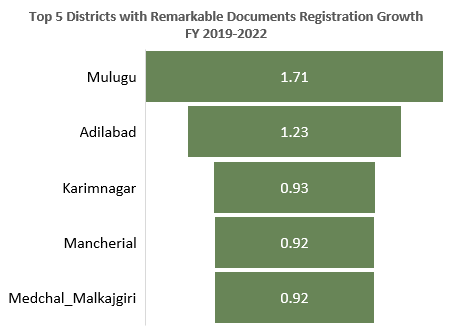 Top 5 Districts with Remarkable Documents Registration Growth
FY 2019-2022
Mulugu 1.71
Adilabad 1.23
Karimnagar 0.93
Mancherial 0.92
Medchal_Malkajgiri 0.92